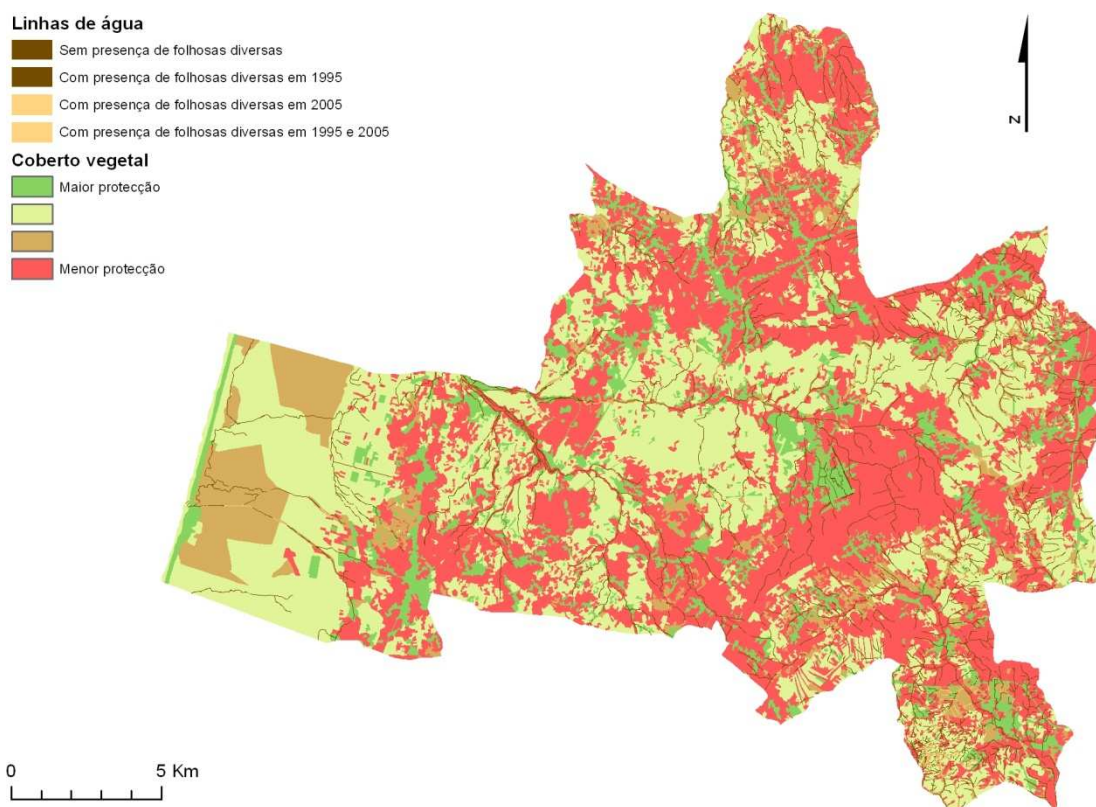 Linhas de água
Sem presença de folhosas diversas
Com presença de folhosas diversas em 1995
Com presença de folhosas diversas em 2005
Com presença de folhosas diversas em 1995 e 2005
Coberto vegetal
Maior protecção
Menor protecção
N
0 5 Km